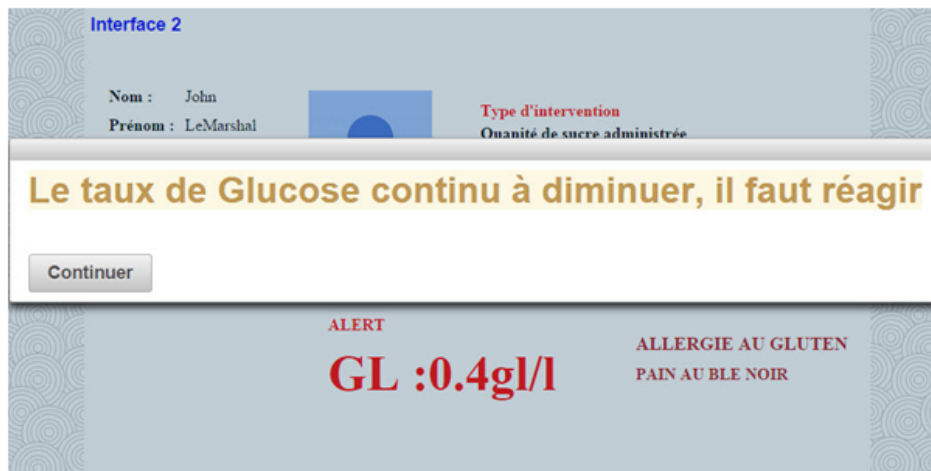 Interface 2
Nom : John
Prénom : LeMarshal
Type d'intervention
Quanité de sucre administrée
Le taux de Glucose continu à diminuer, il faut réagir
Continuer
ALERT
GL :0.4gl/l
ALLERGIE AU GLUTEN
PAIN AU BLE NOIR